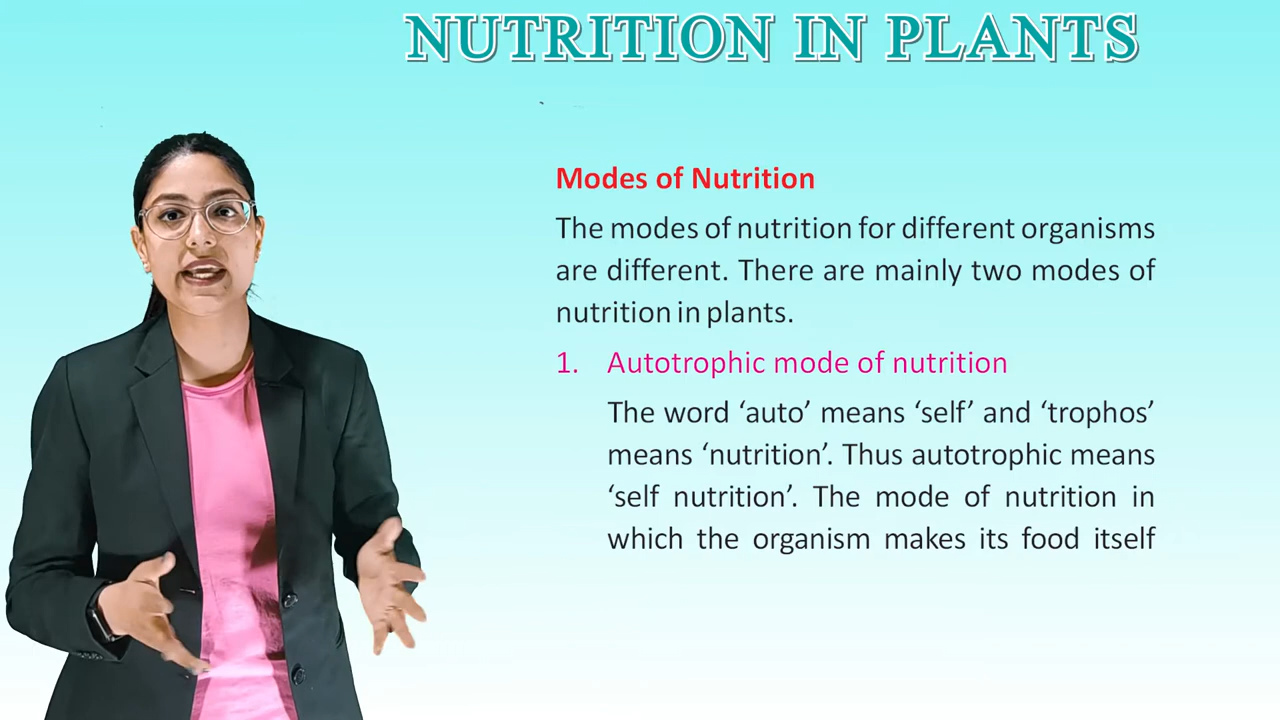 NUTRITION IN PLANTS
Modes of Nutrition
The modes of nutrition for different organisms
are different. There are mainly two modes of
nutrition in plants.
1. Autotrophic mode of nutrition
The word ‘auto’ means ‘self’ and ‘trophos’
means ‘nutrition’. Thus autotrophic means
‘self nutrition’. The mode of nutrition in
which the organism makes its food itself